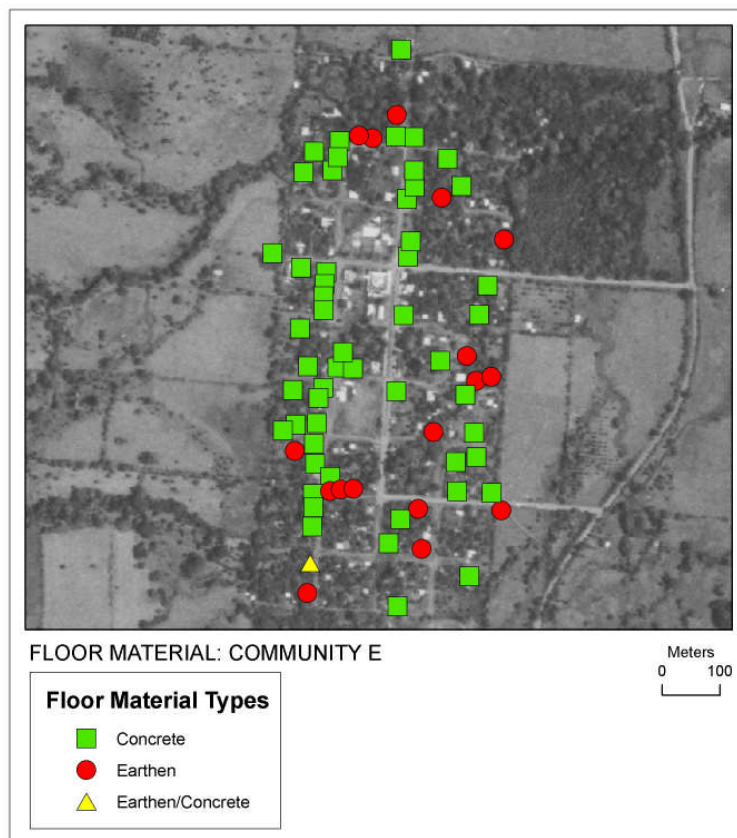 FLOOR MATERIAL: COMMUNITY E
Meters
0 100
Floor Material Types
Concrete
Earthen
Earthen/Concrete